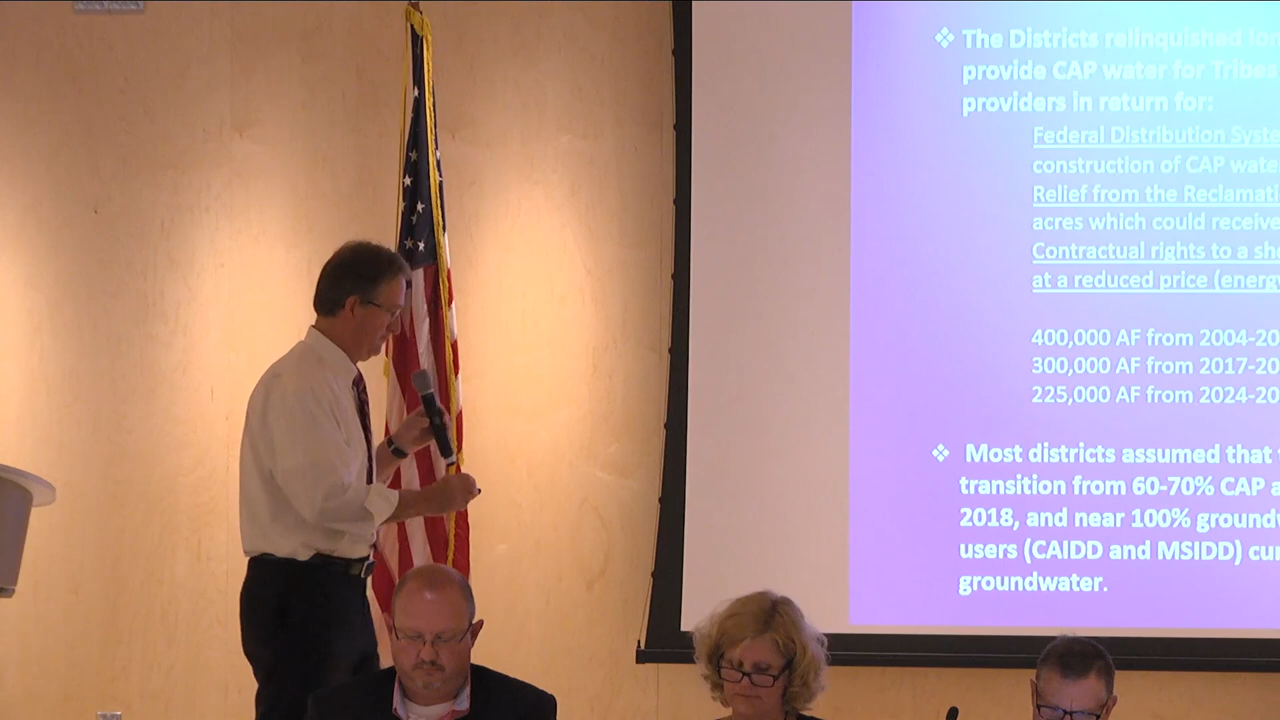 ❖ The Districts relinquished lon
provide CAP water for Tribes
providers in return for:
Federal Distribution Syste
construction of CAP wate
Relief from the Reclamati
acres which could receive
Contractual rights to a sh
at a reduced price (energy
400,000 AF from 2004-20
300,000 AF from 2017-20
225,000 AF from 2024-20
❖ Most districts assumed that
transition from 60-70% CAP a
2018, and near 100% ground
users (CAIDD and MSIDD) cu
groundwater.